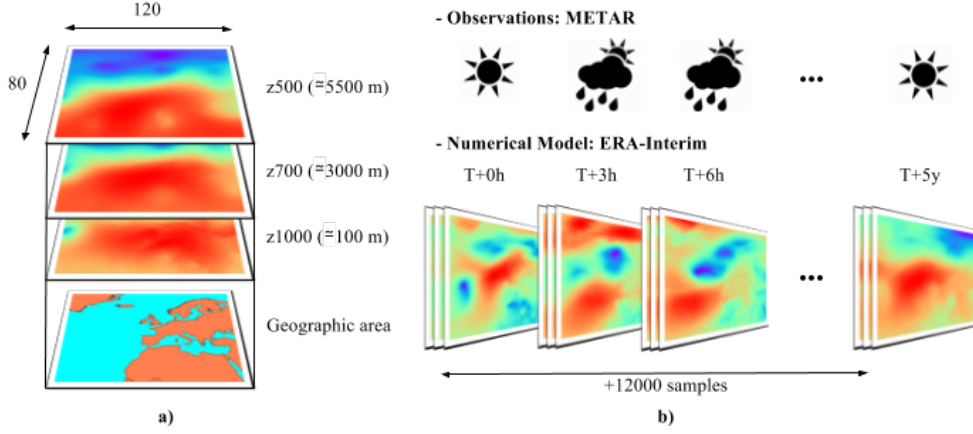 120
80
z500 (≈5500 m)
z700 (≈3000 m)
z1000 (≈100 m)
Geographic area
a)
- Observations: METAR
...
- Numerical Model: ERA-Interim
T+0h T+3h T+6h T+5y
...
+12000 samples
b)